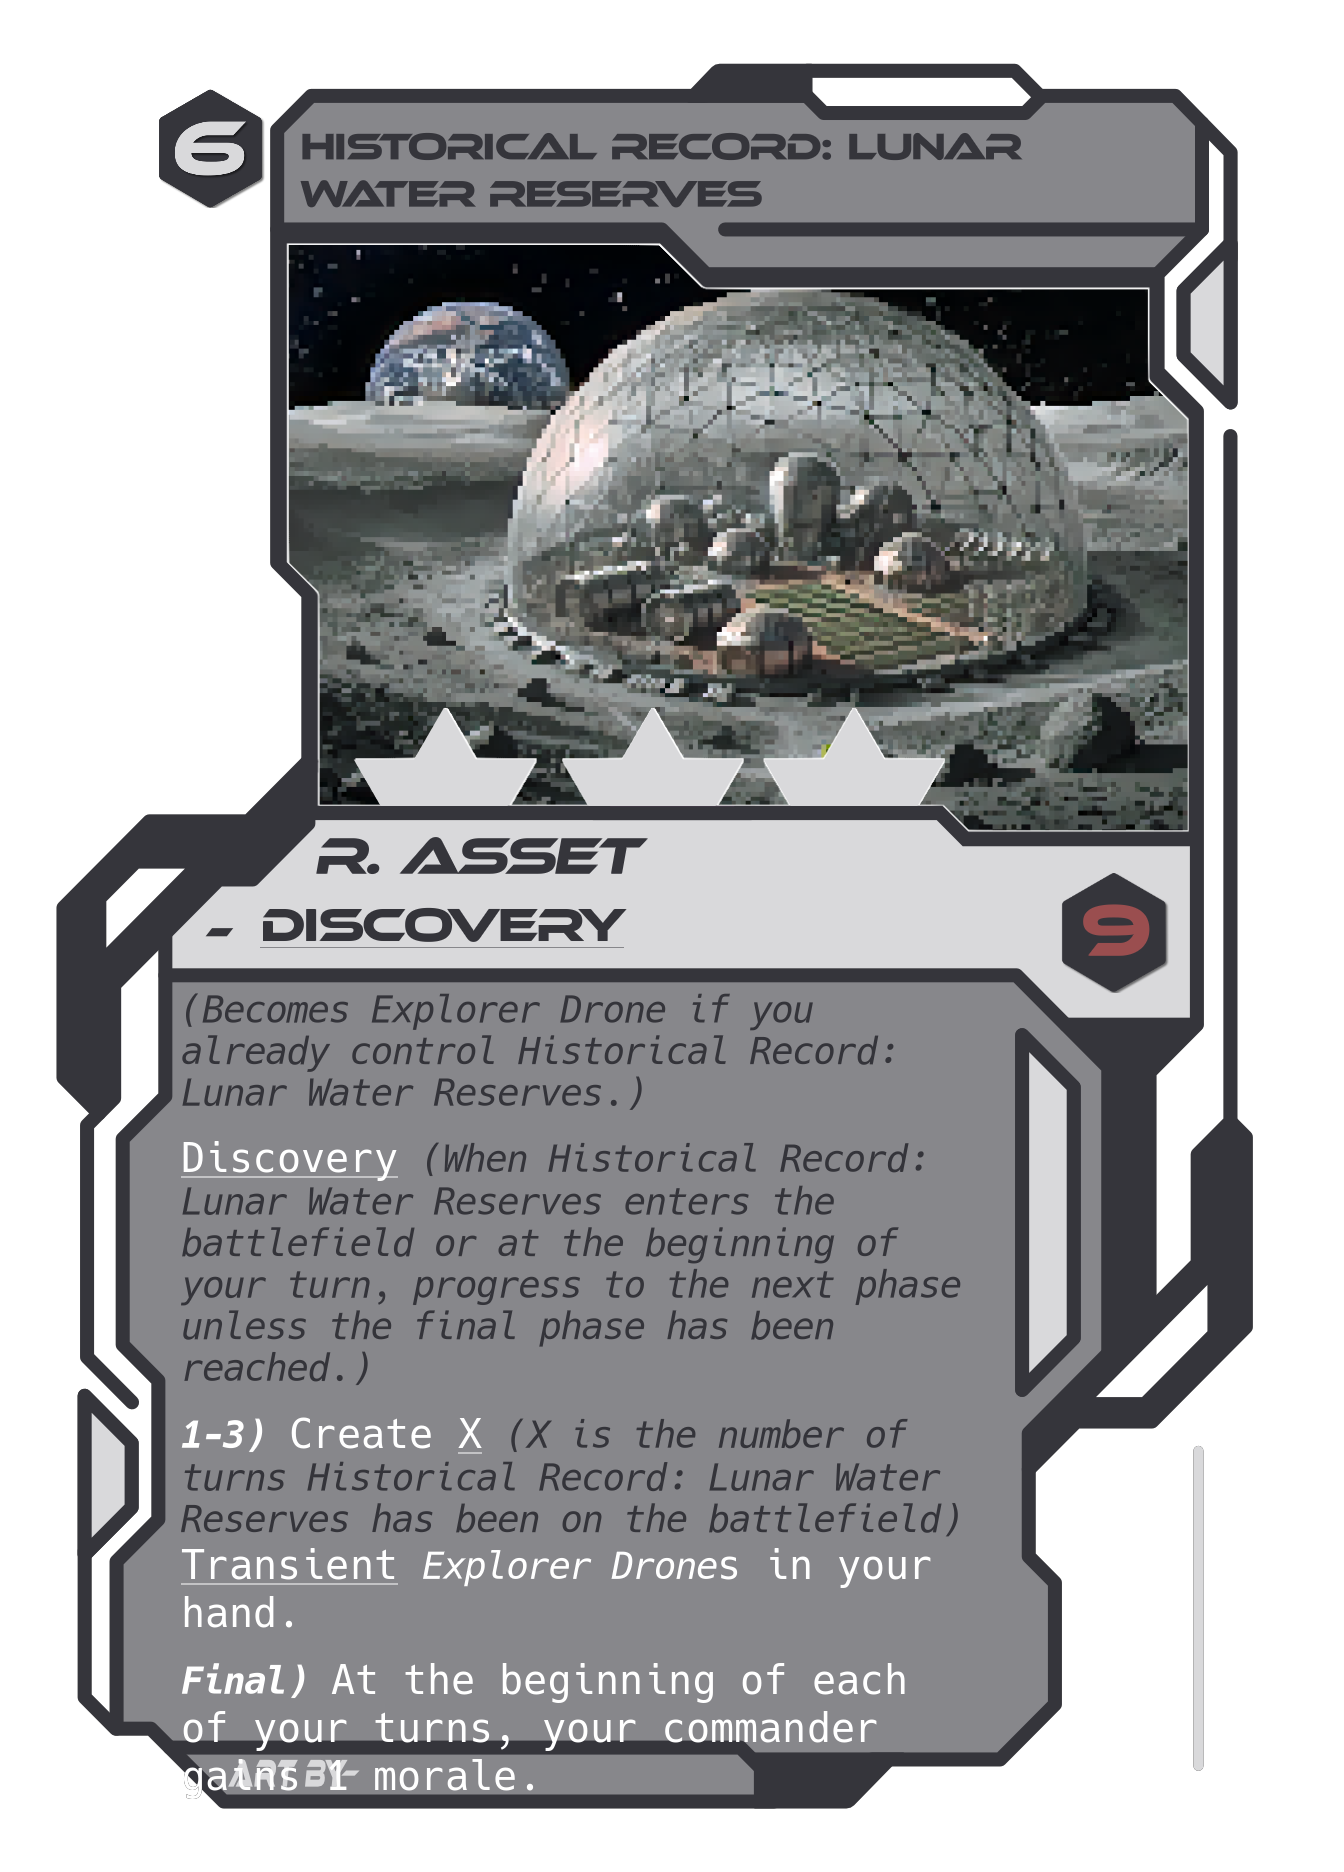 6
HISTORICAL RECORD: LUNAR
WATER RESERVES
R. ASSET
- DISCOVERY
9
(Becomes Explorer Drone if you
already control Historical Record:
Lunar Water Reserves.)
Discovery (When Historical Record:
Lunar Water Reserves enters the
battlefield or at the beginning of
your turn, progress to the next phase
unless the final phase has been
reached.)
1-3) Create X (X is the number of
turns Historical Record: Lunar Water
Reserves has been on the battlefield)
Transient Explorer Drones in your
hand.
Final) At the beginning of each
of your turns, your commander
gains 1 morale.
ART BY-